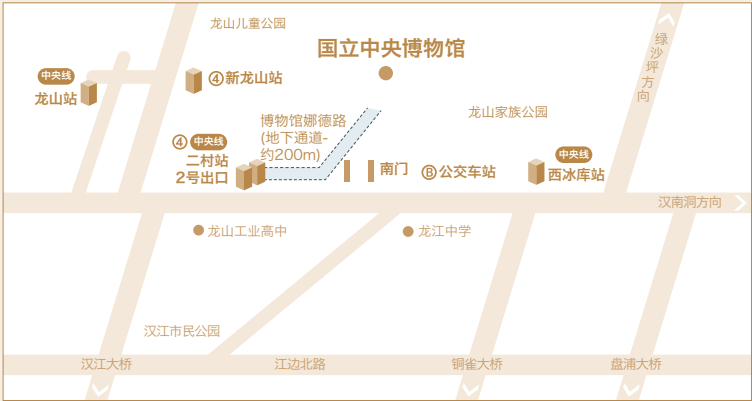 龙山儿童公园
国立中央博物馆
绿沙坪方向
中央线
龙山站
④新龙山站
龙山家族公园
博物馆娜德路
(地下通道-
约200m)
④ 中央线
二村站
2号出口
南门
Ⓑ公交车站
中央线
西冰库站
汉南洞方向
龙山工业高中
龙江中学
汉江市民公园
汉江大桥
江边北路
铜雀大桥
盘浦大桥